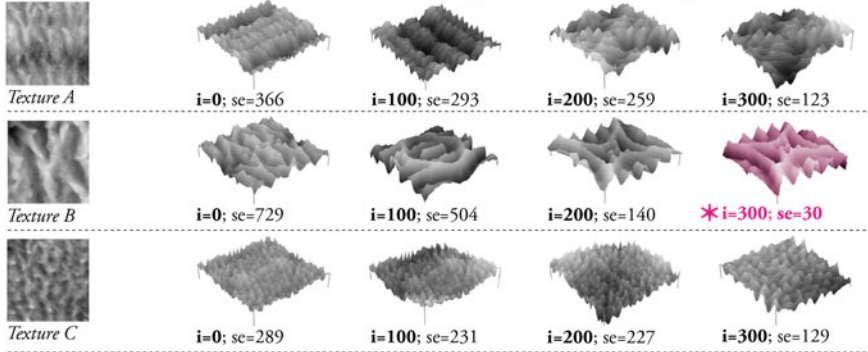 Texture A
i=0; se=366
i=100; se=293
i=200; se=259
i=300; se=123
Texture B
i=0; se=729
i=100; se=504
i=200; se=140
* i=300; se=30
Texture C
i=0; se=289
i=100; se=231
i=200; se=227
i=300; se=129